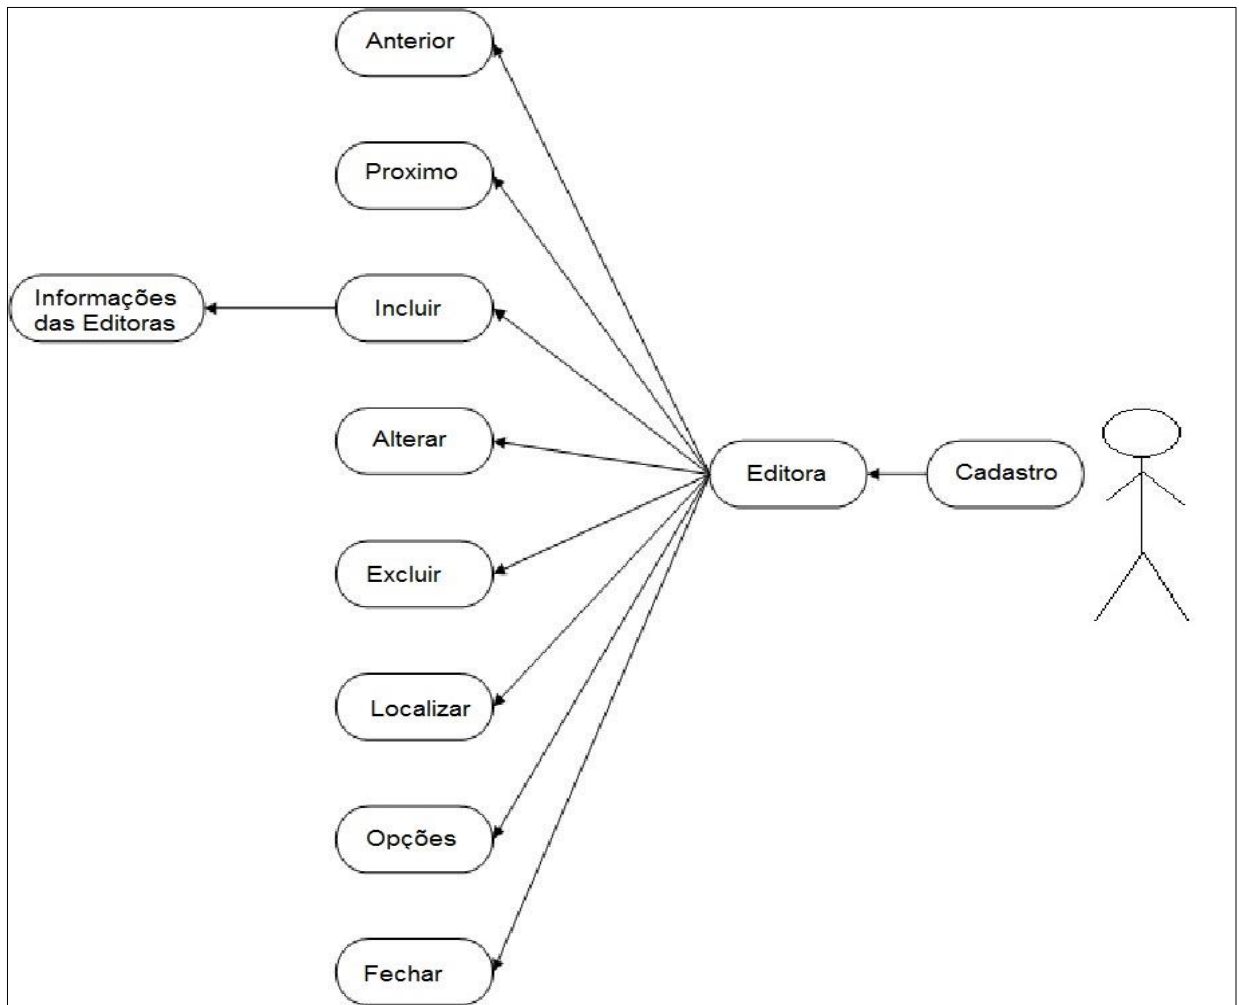 Anterior
Proximo
Informações
das Editoras
Incluir
Alterar
Editora
Cadastro
Excluir
Localizar
Opções
Fechar